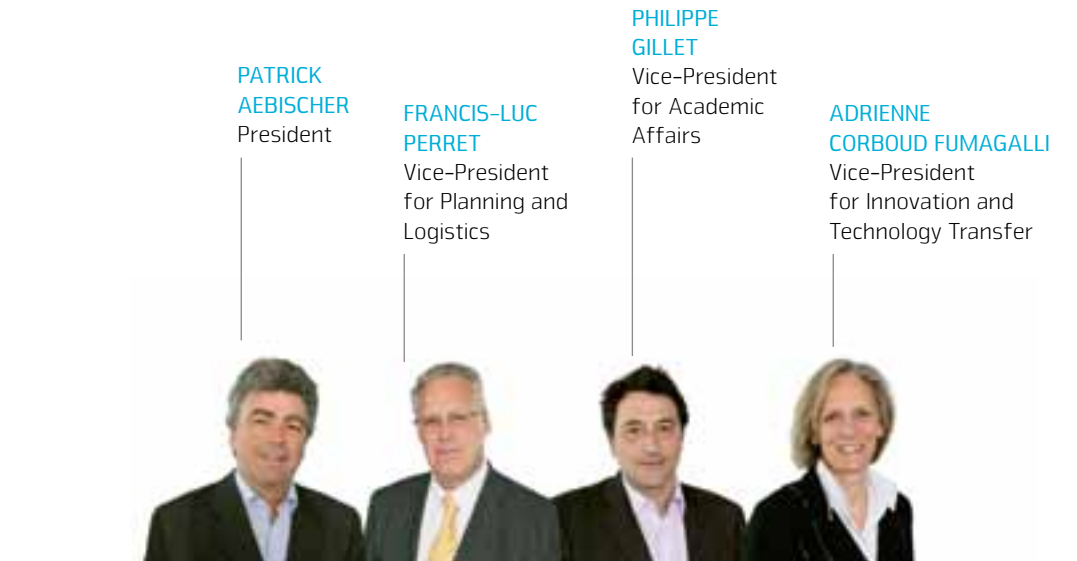 PATRICK
AEBISCHER
President
FRANCIS-LUC
PERRET
Vice-President
for Planning and
Logistics
PHILIPPE
GILLET
Vice-President
for Academic
Affairs
ADRIENNE
CORBOUD FUMAGALLI
Vice-President
for Innovation and
Technology Transfer